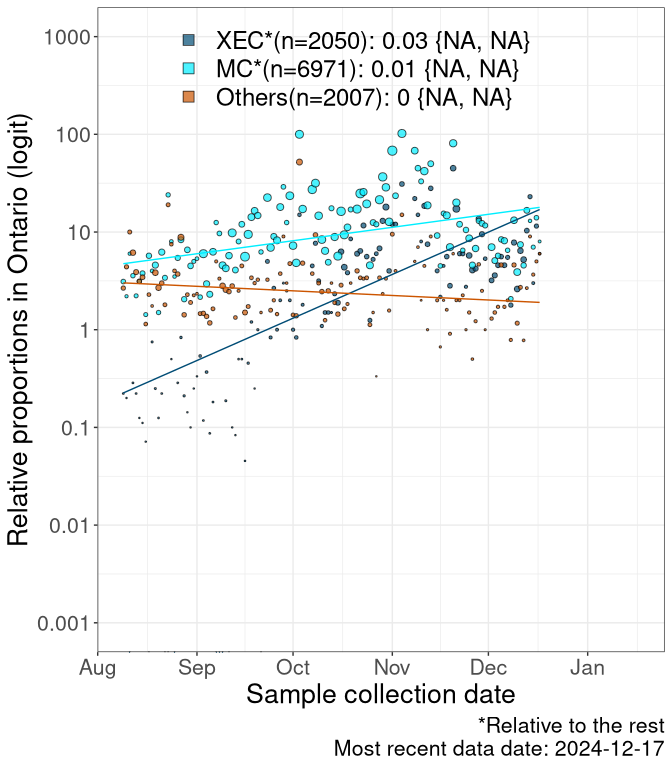 XEC*(n=2050): 0.03 {NA, NA}
MC*(n=6971): 0.01 {NA, NA}
Others(n=2007): 0 {NA, NA}
Relative proportions in Ontario (logit)
1000
100
10
1
0.1
0.01
0.001
Aug Sep Oct Nov Dec Jan
Sample collection date
*Relative to the rest
Most recent data date: 2024-12-17